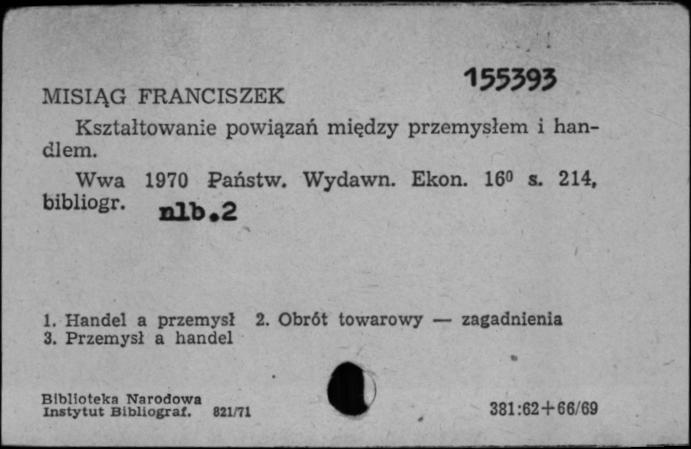 155393
MISIĄG FRANCISZEK
Kształtowanie powiązań między przemysłem i han-
dlem.
Wwa 1970 Państw. Wydawn. Ekon. 16⁰ s. 214,
bibliogr. nlb.2
1. Handel a przemysł 2. Obrót towarowy — zagadnienia
3. Przemysł a handel
Biblioteka Narodowa
Instytut Bibliograf. 821/71
381:62+66/69